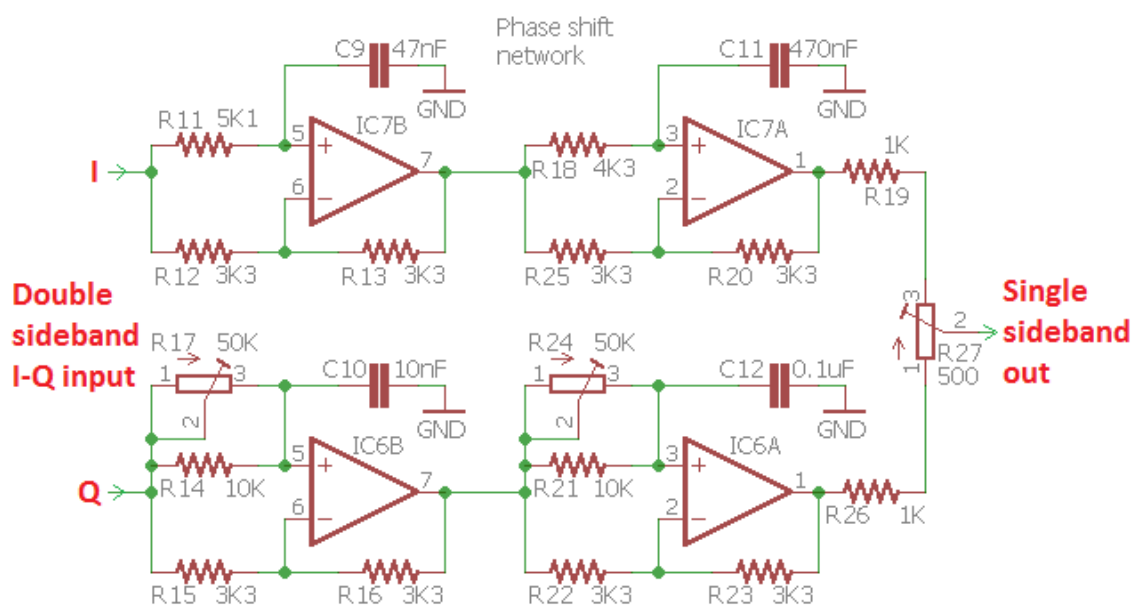 Phase shift
network
C9 47nF
C11 470nF
GND
GND
R11 5K1
IC7B
IC7A
5
+
7
3
+
1
1K
I
R18 4K3
R19
6
−
2
−
R12 3K3
R13 3K3
R25 3K3
R20 3K3
Double
sideband
I-Q input
3
2
1
R27
500
Single
sideband
out
R17 50K
C10 10nF
R24 50K
C12 0.1uF
1
3
2
GND
1
3
2
GND
IC6B
IC6A
5
+
7
3
+
1
R14 10K
R21 10K
Q
R26 1K
6
−
2
−
R15 3K3
R16 3K3
R22 3K3
R23 3K3